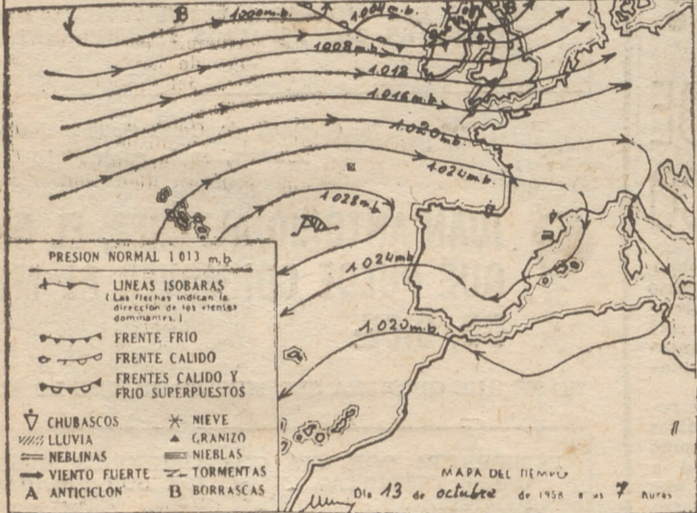 B
1.000 m.b.
1.004 m.b.
B
1008 m.b.
1.012
1.016 m.b.
1.020 m.b.
1.024 m.b.
1.028 m.b.
A
1.024 mb
1.020 m.b.
PRESION NORMAL 1 013 m.b.
LINEAS ISOBARAS
(Las flechas indican la
dirección de los vientos
dominantes.)
FRENTE FRIO
FRENTE CALIDO
FRENTES CALIDO Y
FRIO SUPERPUESTOS
CHUBASCOS
NIEVE
LLUVIA
GRANIZO
NEBLINAS
NIEBLAS
VIENTO FUERTE
TORMENTAS
A ANTICICLON
B BORRASCAS
MAPA DEL TIEMPO
Dia 13 de octubre de 1958 a las 7 horas